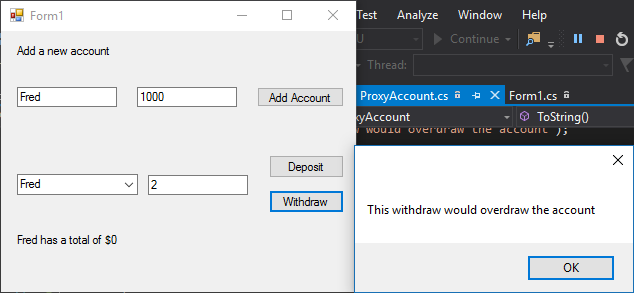 Form1
Add a new account
Fred
1000
Add Account
Deposit
Fred
2
Withdraw
Fred has a total of $0
Test Analyze Window Help
Continue
Thread:
ProxyAccount.cs
Form1.cs
xyAccount
ToString()
would overdraw the account");
This withdraw would overdraw the account
OK